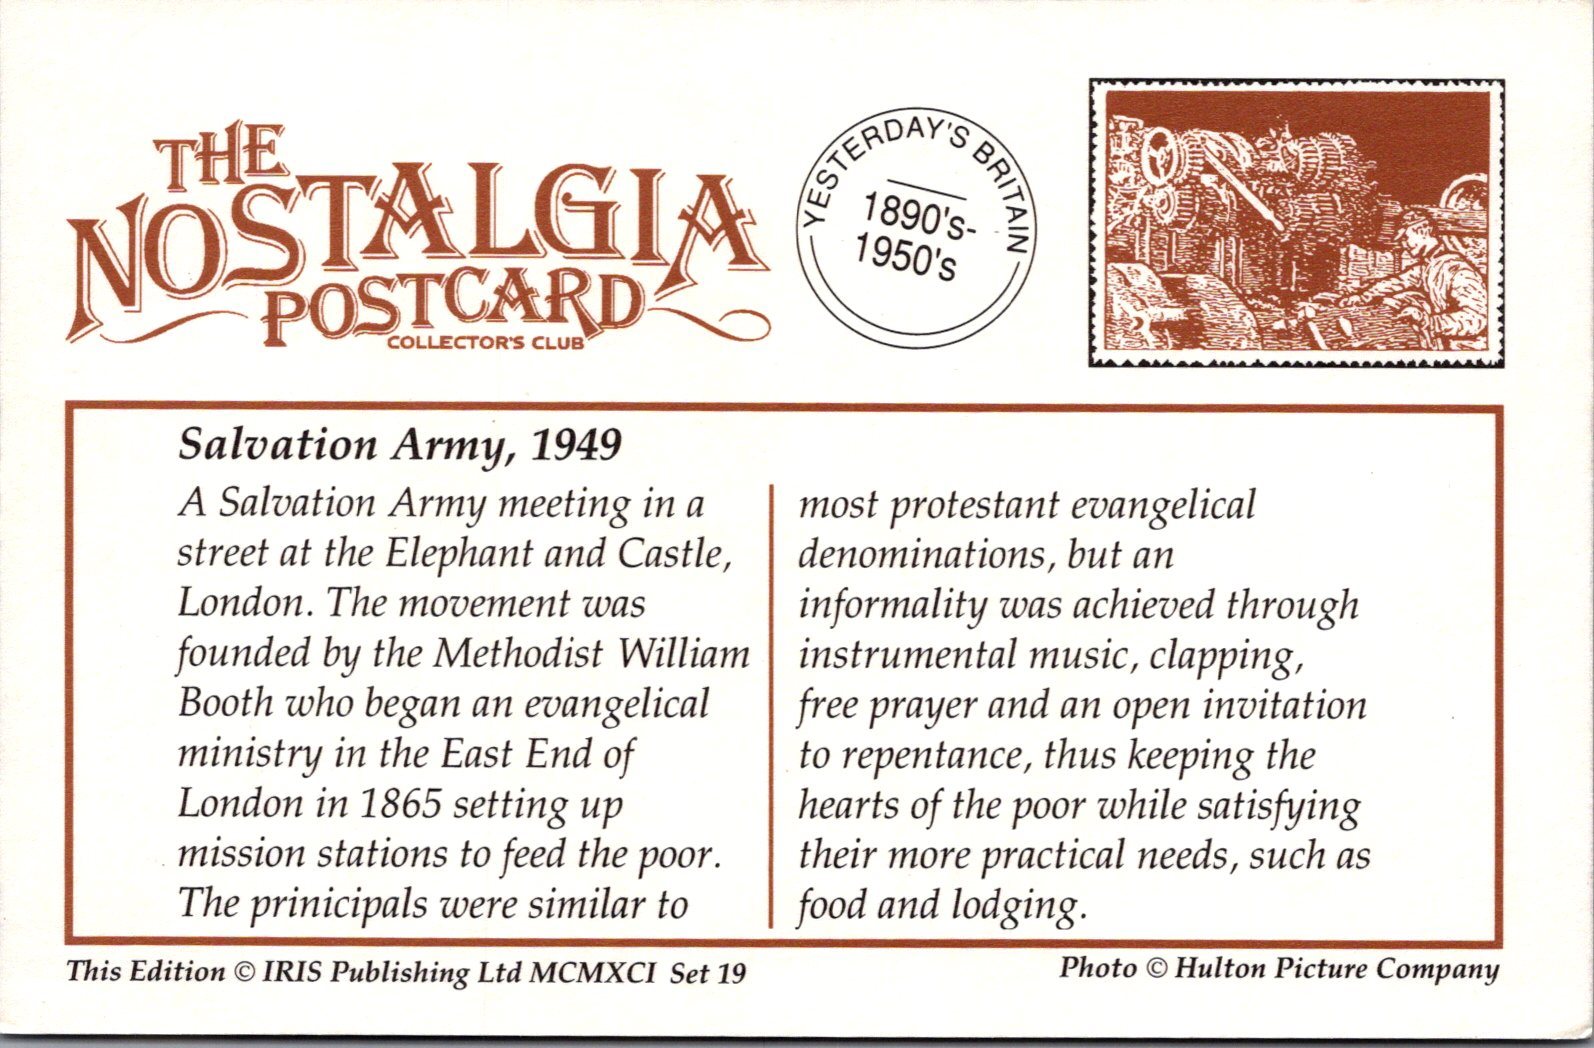 THE
NOSTALGIA
POSTCARD
COLLECTOR'S CLUB
YESTERDAY'S BRITAIN
1890's-
1950's
Salvation Army, 1949
A Salvation Army meeting in a
street at the Elephant and Castle,
London. The movement was
founded by the Methodist William
Booth who began an evangelical
ministry in the East End of
London in 1865 setting up
mission stations to feed the poor.
The prinicipals were similar to
most protestant evangelical
denominations, but an
informality was achieved through
instrumental music, clapping,
free prayer and an open invitation
to repentance, thus keeping the
hearts of the poor while satisfying
their more practical needs, such as
food and lodging.
This Edition © IRIS Publishing Ltd MCMXCI Set 19
Photo © Hulton Picture Company